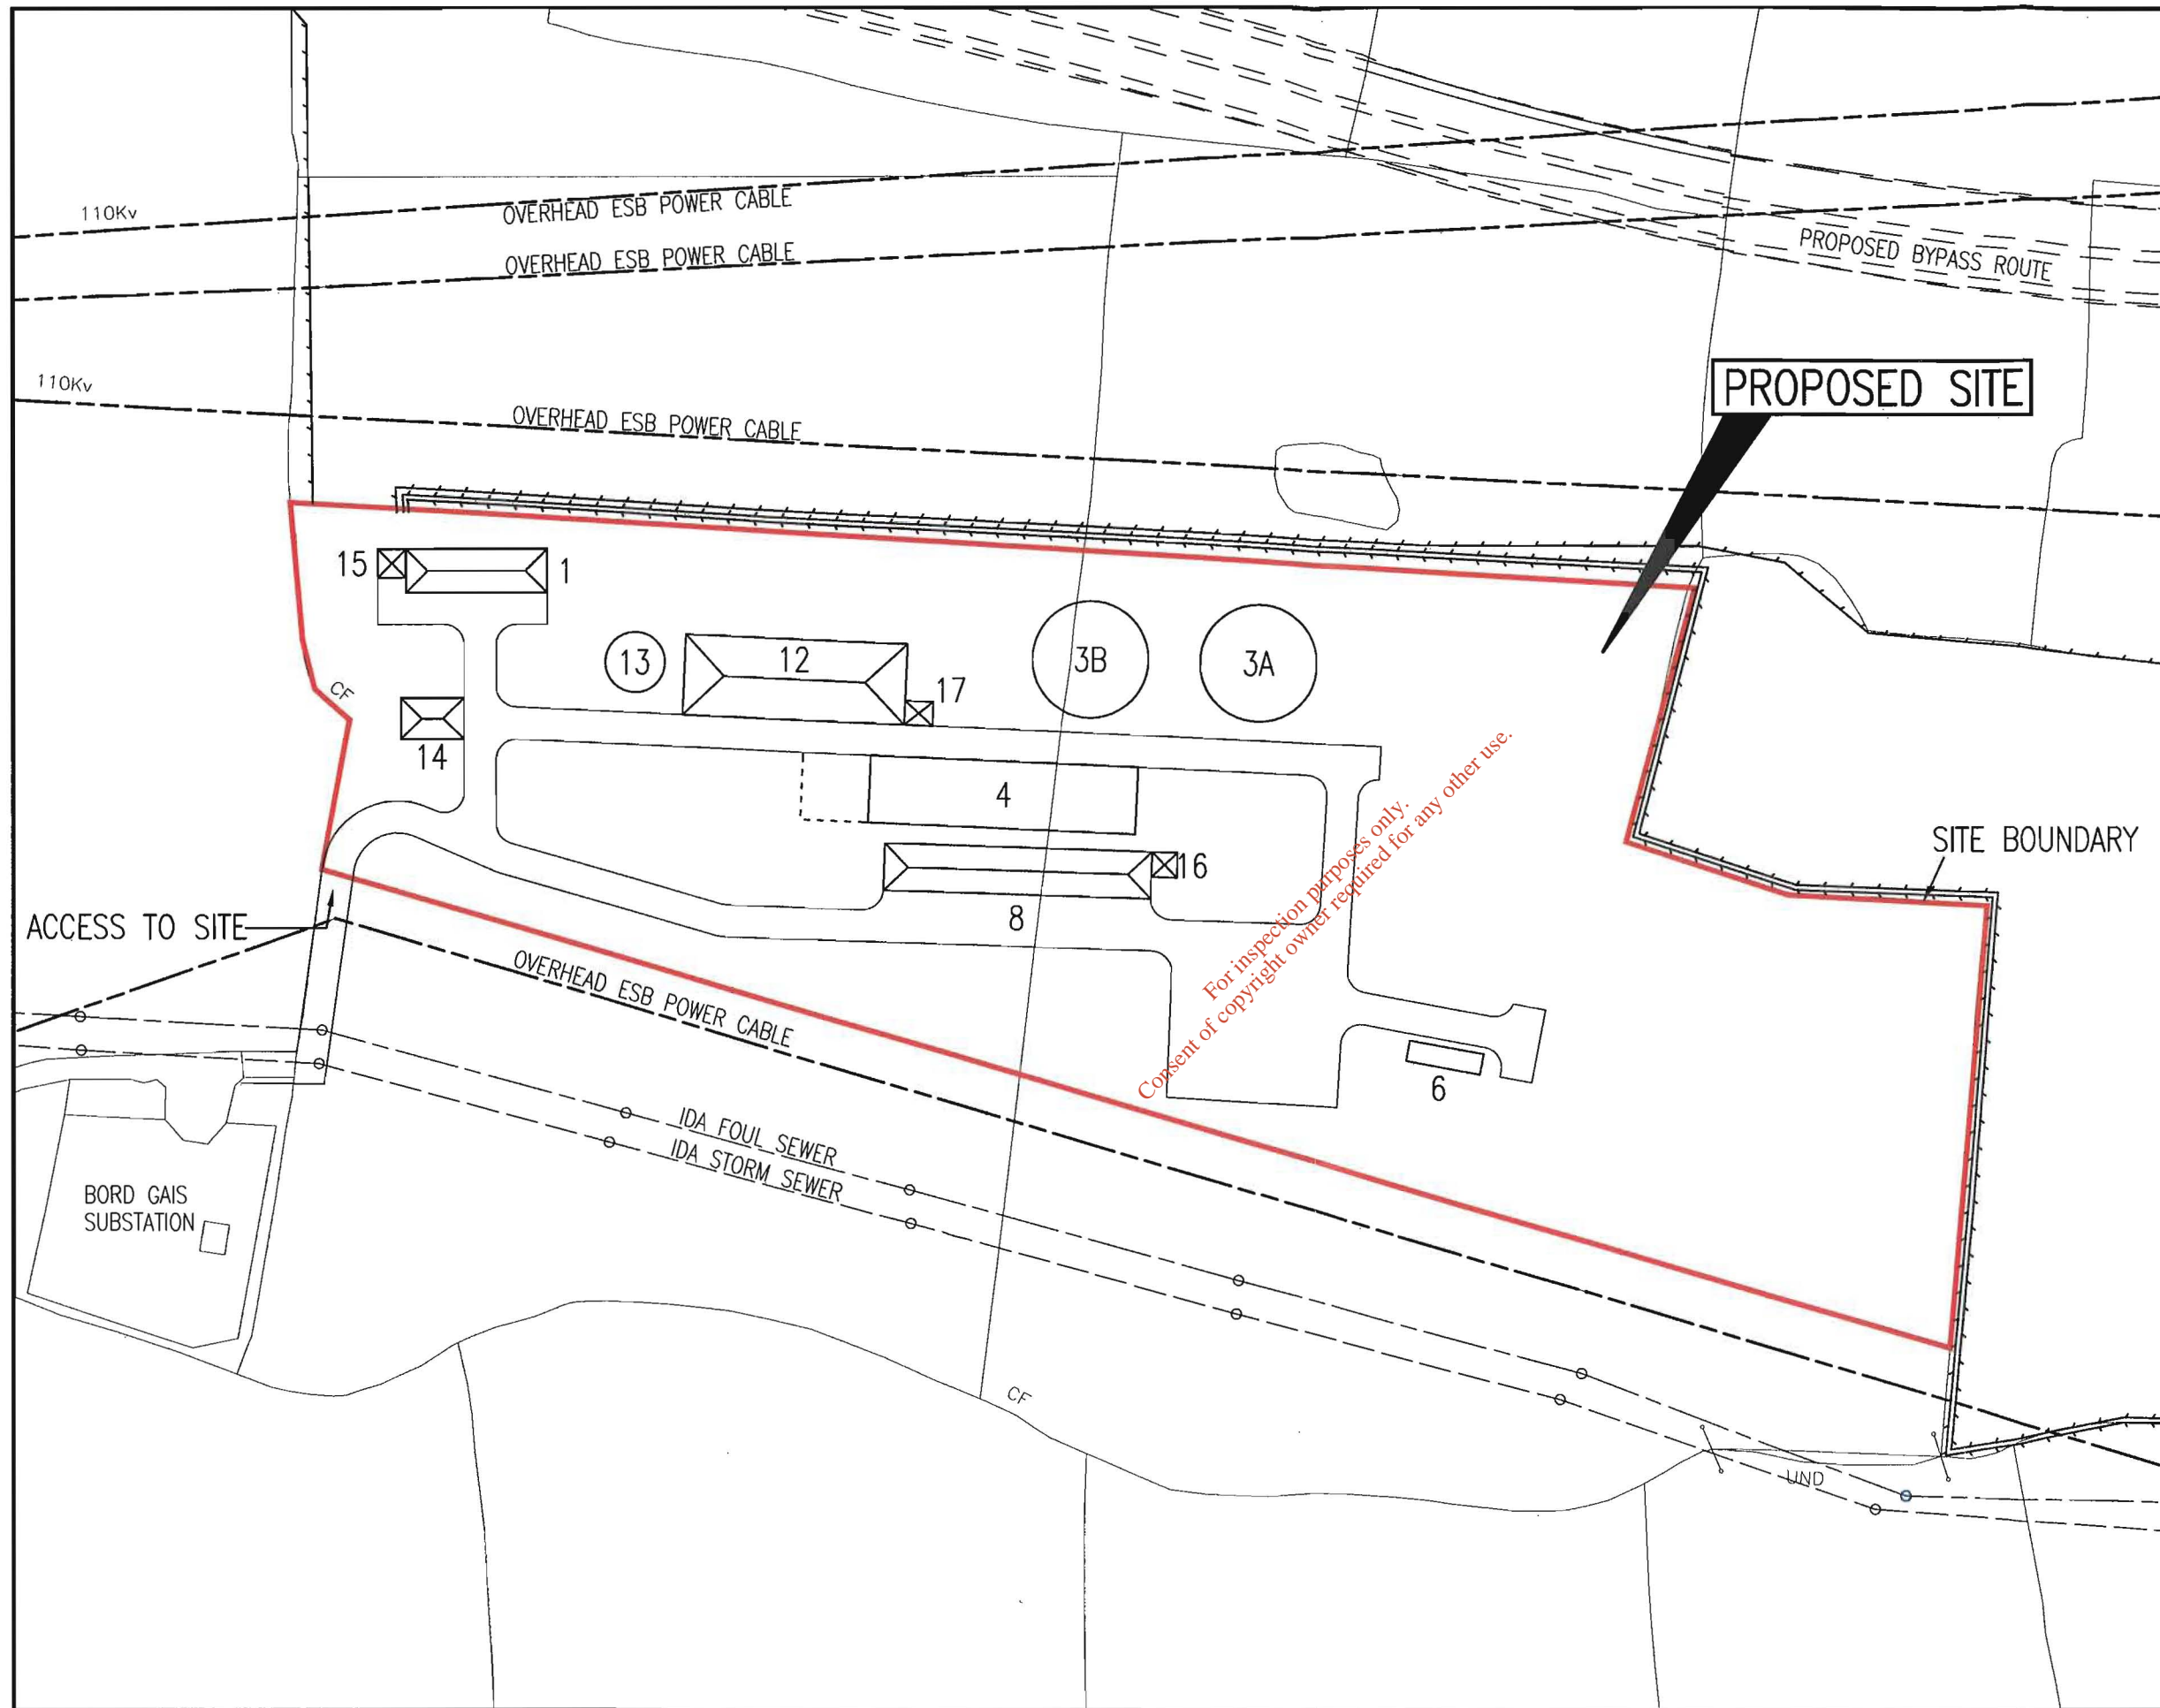 110Kv
OVERHEAD ESB POWER CABLE
OVERHEAD ESB POWER CABLE
PROPOSED BYPASS ROUTE
110Kv
OVERHEAD ESB POWER CABLE
PROPOSED SITE
15
1
13
12
17
3B
3A
CF
14
4
16
8
SITE BOUNDARY
ACCESS TO SITE
OVERHEAD ESB POWER CABLE
For inspection purposes only.
Consent of copyright owner required for any other use.
6
IDA FOUL SEWER
IDA STORM SEWER
BORD GAIS
SUBSTATION
CF
UND